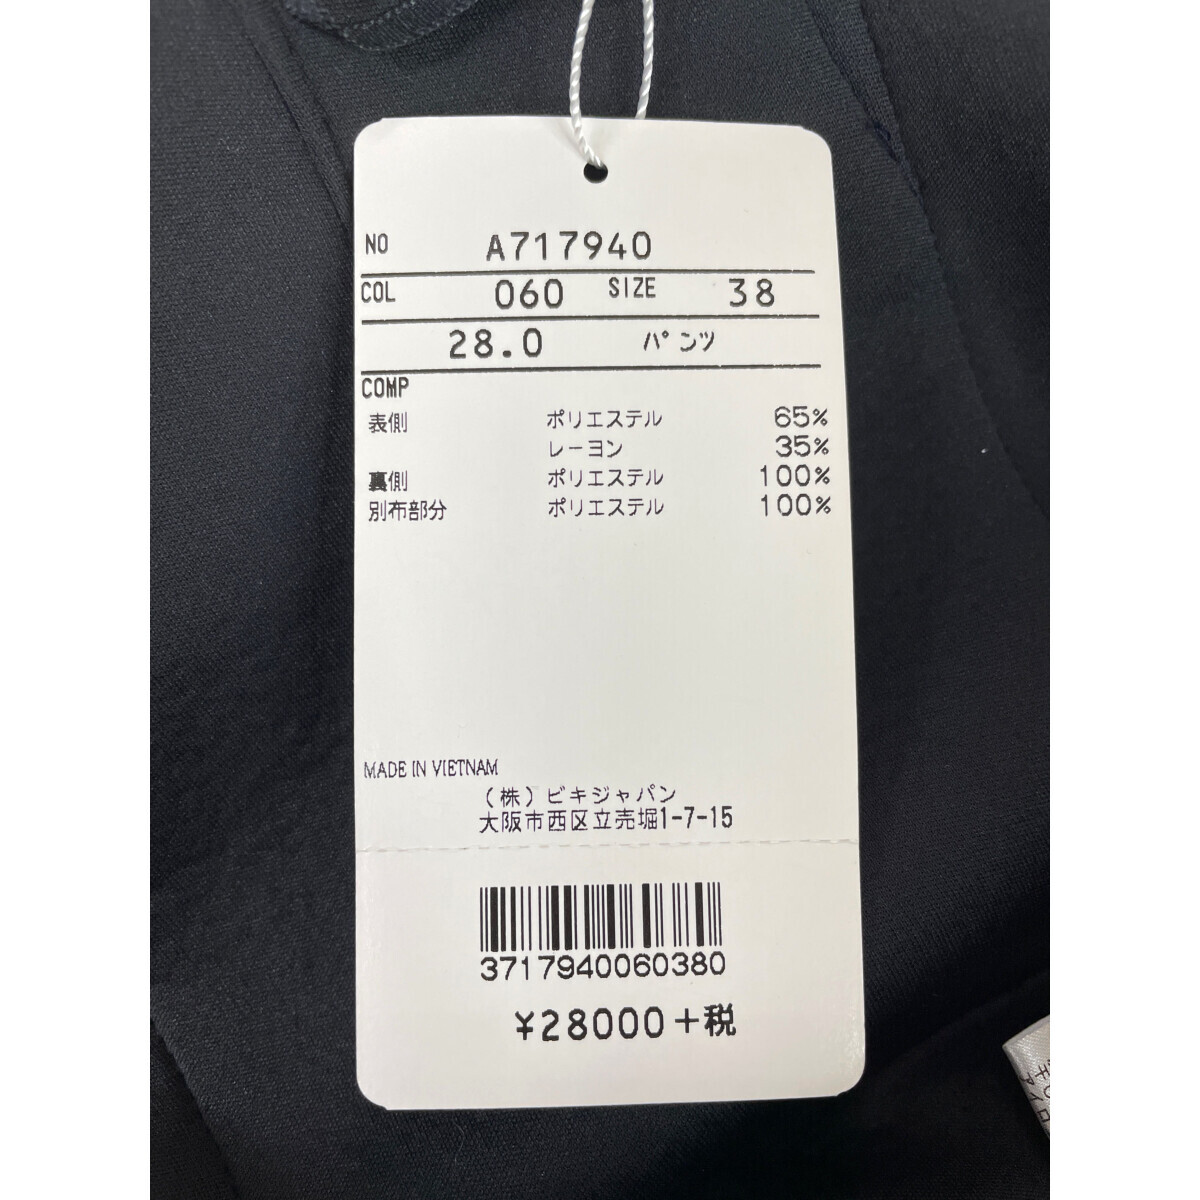 NO A717940
COL 060 SIZE 38
28.0 パンツ
COMP
表側 ポリエステル 65%
レーヨン 35%
裏側 ポリエステル 100%
別布部分 ポリエステル 100%
MADE IN VIETNAM
(株)ビキジャパン
大阪市西区立売堀1-7-15
3717940060380
¥28000+税